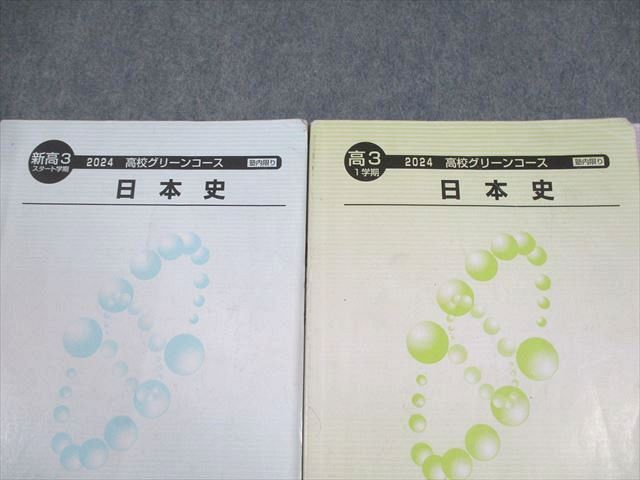 新高3
スタート学期
2024 高校グリーンコース
塾内限り
日本史
高3
1学期
2024 高校グリーンコース
塾内限り
日本史